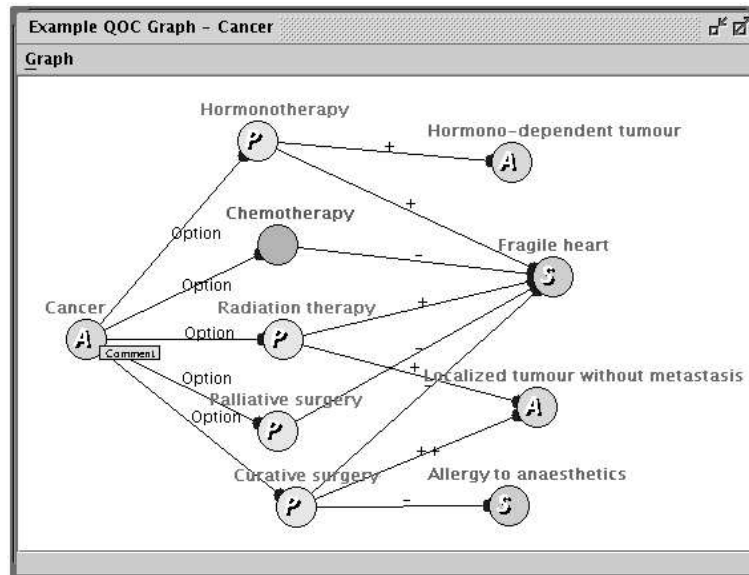 Example QOC Graph – Cancer
Graph
Hormonotherapy
P
+
Hormono-dependent tumour
A
+
Chemotherapy
Option
-
Fragile heart
S
Option
Cancer
A
Comment
Radiation therapy
Option
P
+
-
+
Localized tumour without metastasis
A
Option
Palliative surgery
P
Option
-
++
Curative surgery
P
-
Allergy to anaesthetics
S